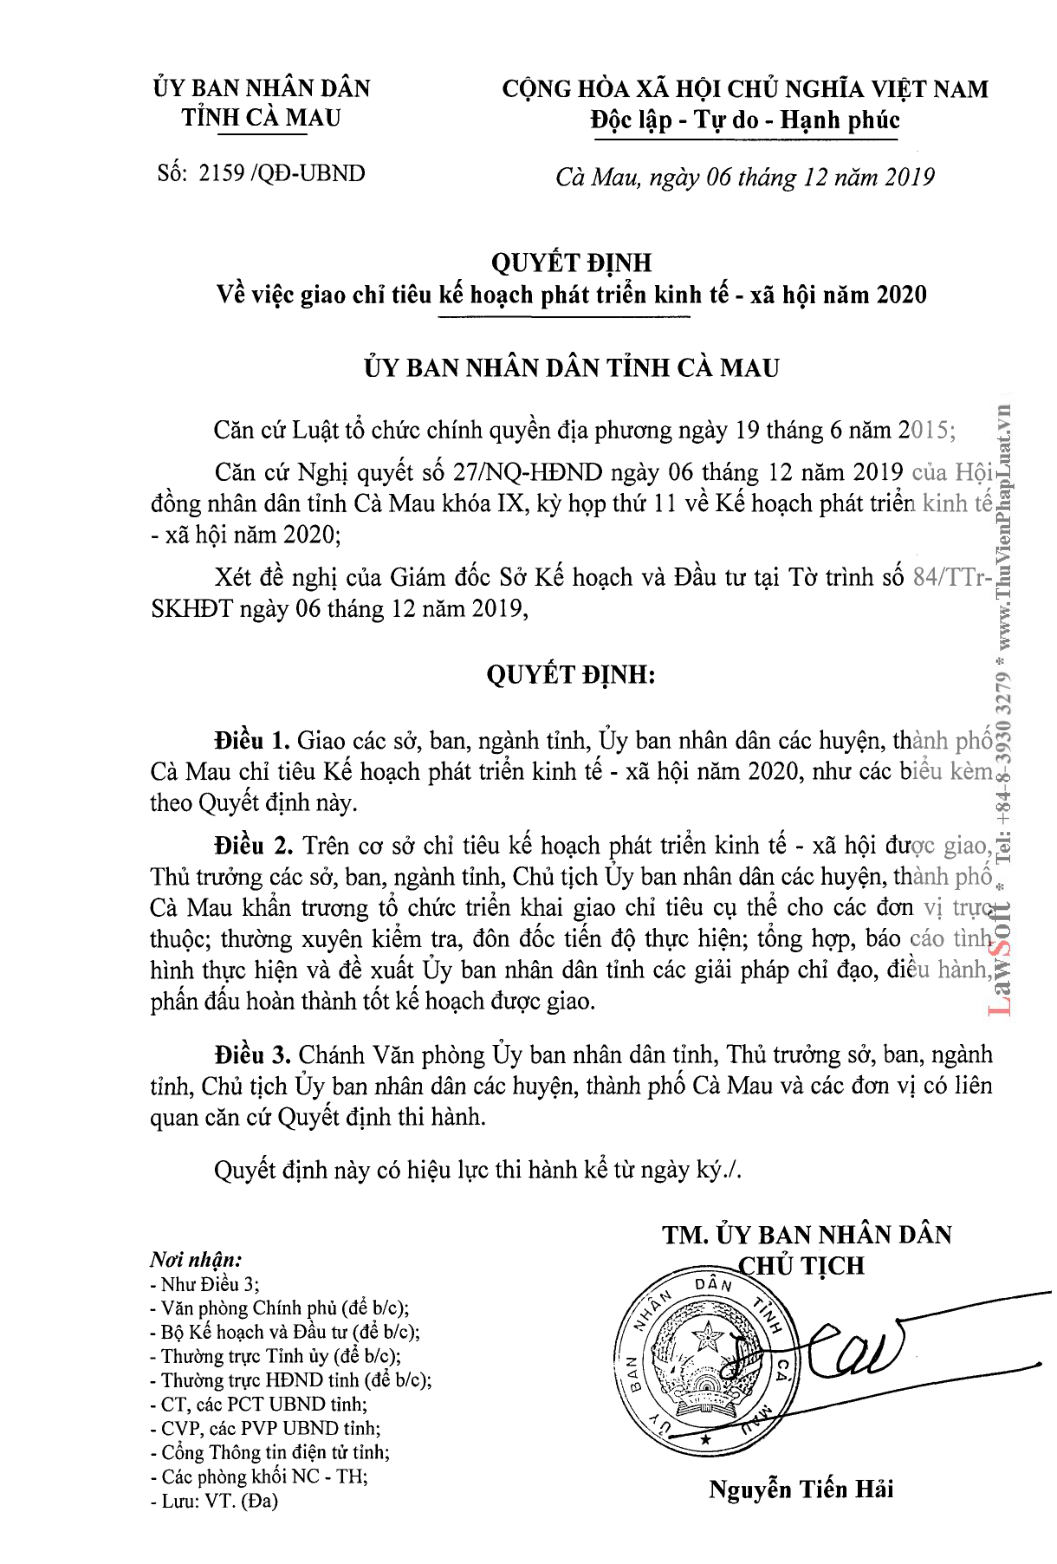 ỦY BAN NHÂN DÂN
TỈNH CÀ MAU
Số: 2159 /QĐ-UBND
CỘNG HÒA XÃ HỘI CHỦ NGHĨA VIỆT NAM
Độc lập - Tự do - Hạnh phúc
Cà Mau, ngày 06 tháng 12 năm 2019
QUYẾT ĐỊNH
Về việc giao chỉ tiêu kế hoạch phát triển kinh tế - xã hội năm 2020
ỦY BAN NHÂN DÂN TỈNH CÀ MAU
Căn cứ Luật tổ chức chính quyền địa phương ngày 19 tháng 6 năm 2015;
Căn cứ Nghị quyết số 27/NQ-HĐND ngày 06 tháng 12 năm 2019 của Hội
đồng nhân dân tỉnh Cà Mau khóa IX, kỳ họp thứ 11 về Kế hoạch phát triển kinh tế
- xã hội năm 2020;
Xét đề nghị của Giám đốc Sở Kế hoạch và Đầu tư tại Tờ trình số 84/TTr-
SKHĐT ngày 06 tháng 12 năm 2019,
QUYẾT ĐỊNH:
Điều 1. Giao các sở, ban, ngành tỉnh, Ủy ban nhân dân các huyện, thành phố
Cà Mau chỉ tiêu Kế hoạch phát triển kinh tế - xã hội năm 2020, như các biểu kèm
theo Quyết định này.
Điều 2. Trên cơ sở chỉ tiêu kế hoạch phát triển kinh tế - xã hội được giao,
Thủ trưởng các sở, ban, ngành tỉnh, Chủ tịch Ủy ban nhân dân các huyện, thành phố
Cà Mau khẩn trương tổ chức triển khai giao chỉ tiêu cụ thể cho các đơn vị trực
thuộc; thường xuyên kiểm tra, đôn đốc tiến độ thực hiện; tổng hợp, báo cáo tình
hình thực hiện và đề xuất Ủy ban nhân dân tỉnh các giải pháp chỉ đạo, điều hành,
phấn đấu hoàn thành tốt kế hoạch được giao.
Điều 3. Chánh Văn phòng Ủy ban nhân dân tỉnh, Thủ trưởng sở, ban, ngành
tỉnh, Chủ tịch Ủy ban nhân dân các huyện, thành phố Cà Mau và các đơn vị có liên
quan căn cứ Quyết định thi hành.
Quyết định này có hiệu lực thi hành kể từ ngày ký./.
Nơi nhận:
- Như Điều 3;
- Văn phòng Chính phủ (để b/c);
- Bộ Kế hoạch và Đầu tư (để b/c);
- Thường trực Tỉnh ủy (để b/c);
- Thường trực HĐND tỉnh (để b/c);
- CT, các PCT UBND tỉnh;
- CVP, các PVP UBND tỉnh;
- Cổng Thông tin điện tử tỉnh;
- Các phòng khối NC - TH;
- Lưu: VT. (Đa)
TM. ỦY BAN NHÂN DÂN
CHỦ TỊCH
ỦY BAN NHÂN DÂN TỈNH CÀ MAU
Nguyễn Tiến Hải
LawSoft * Tel: +84-8-3930 3279 * www.ThuVienPhapLuat.vn